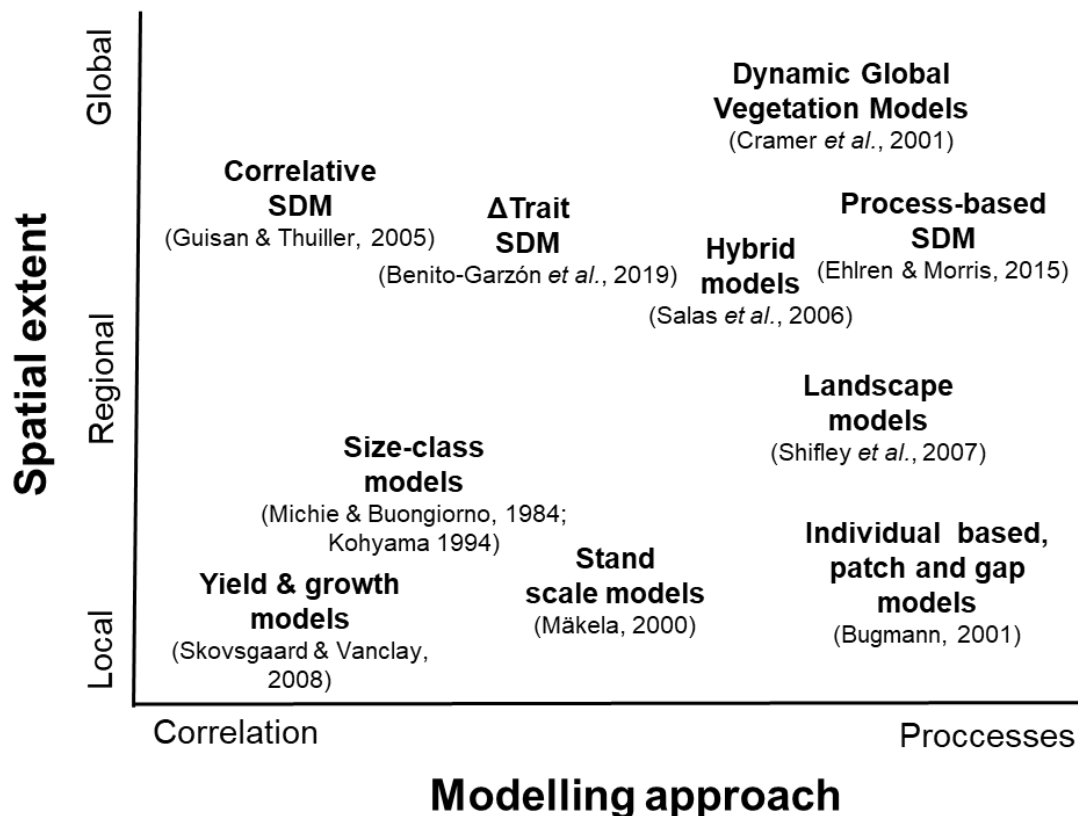 Global
Regional
Local
Spatial extent
Dynamic Global
Vegetation Models
(Cramer et al., 2001)
Correlative
SDM
(Guisan & Thuiller, 2005)
ΔTrait
SDM
(Benito-Garzón et al., 2019)
Process-based
SDM
(Ehlren & Morris, 2015)
Hybrid
models
(Salas et al., 2006)
Landscape
models
(Shifley et al., 2007)
Size-class
models
(Michie & Buongiorno, 1984;
Kohyama 1994)
Individual based,
patch and gap
models
(Bugmann, 2001)
Stand
scale models
(Mäkela, 2000)
Yield & growth
models
(Skovsgaard & Vanclay,
2008)
Correlation
Proccesses
Modelling approach